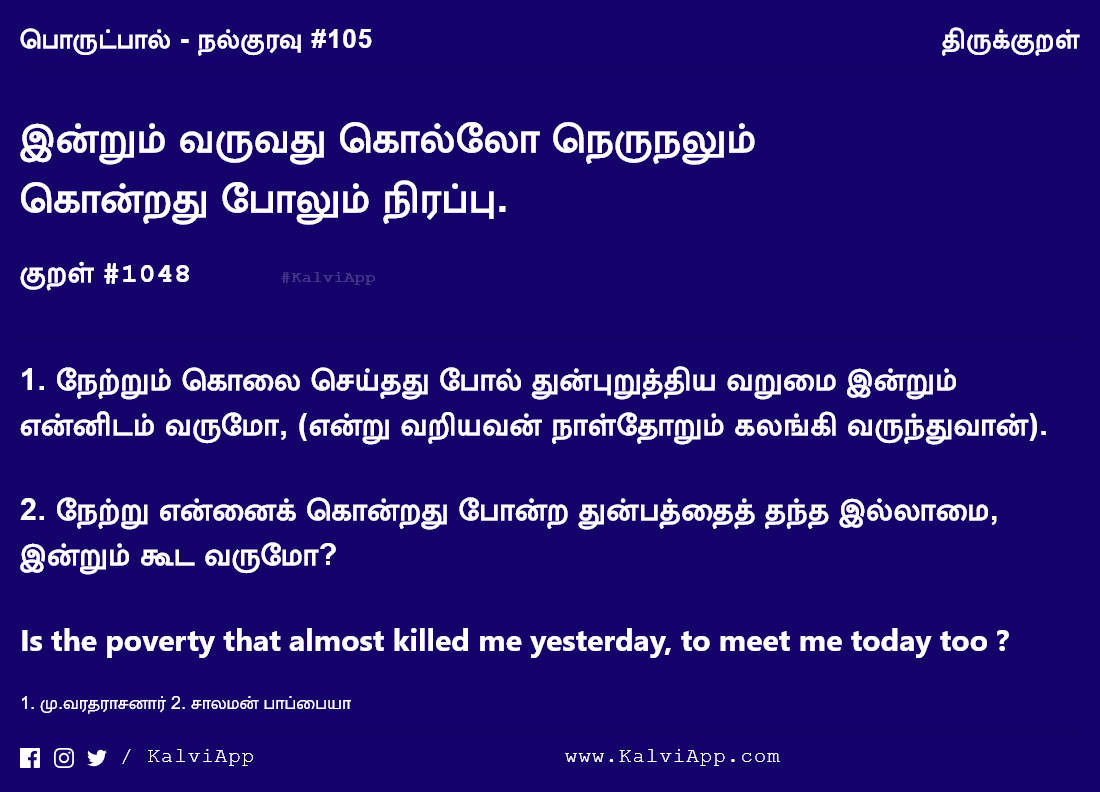 பொருட்பால் - நல்குரவு #105 திருக்குறள்
இன்றும் வருவது கொல்லோ நெருநலும்
கொன்றது போலும் நிரப்பு.
குறள் #1048 #KalviApp
1. நேற்றும் கொலை செய்தது போல் துன்புறுத்திய வறுமை இன்றும்
என்னிடம் வருமோ, (என்று வறியவன் நாள்தோறும் கலங்கி வருந்துவான்).
2. நேற்று என்னைக் கொன்றது போன்ற துன்பத்தைத் தந்த இல்லாமை,
இன்றும் கூட வருமோ?
Is the poverty that almost killed me yesterday, to meet me today too ?
1. மு.வரதராசனார் 2. சாலமன் பாப்பையா
/ KalviApp www.KalviApp.com